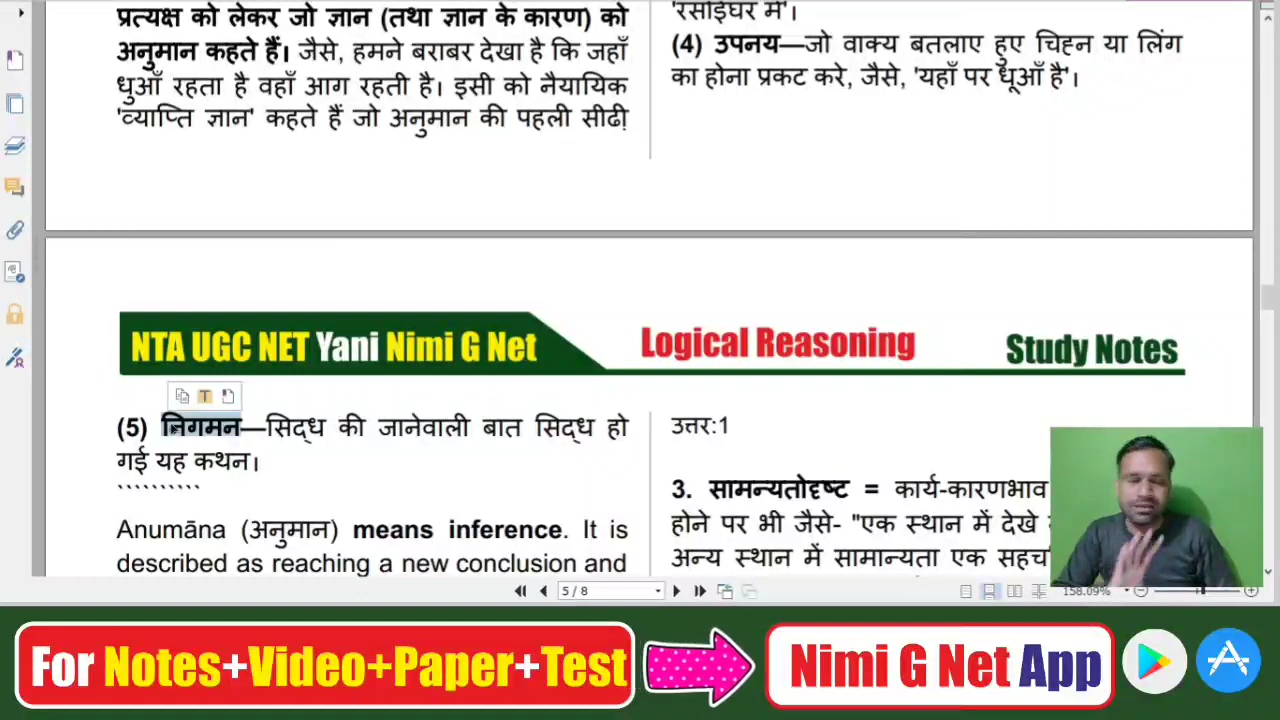 प्रत्यक्ष को लेकर जो ज्ञान (तथा ज्ञान के कारण) को
अनुमान कहते हैं। जैसे, हमने बराबर देखा है कि जहाँ
धुआँ रहता है वहाँ आग रहती है। इसी को नैयायिक
'व्याप्ति ज्ञान' कहते हैं जो अनुमान की पहली सीढी़
'रसोईघर में'।
(4) उपनय—जो वाक्य बतलाए हुए चिह्न या लिंग
का होना प्रकट करे, जैसे, 'यहाँ पर धूआँ है'।
NTA UGC NET Yani Nimi G Net
Logical Reasoning
Study Notes
(5) निगमन—सिद्ध की जानेवाली बात सिद्ध हो
गई यह कथन।
``````````
Anumāna (अनुमान) means inference. It is
described as reaching a new conclusion and
उत्तर:1
3. सामन्यतोदृष्ट = कार्य-कारणभाव
होने पर भी जैसे- "एक स्थान में देखे
अन्य स्थान में सामान्यता एक
5 / 8
158.09%
For Notes+Video+Paper+Test
Nimi G Net App